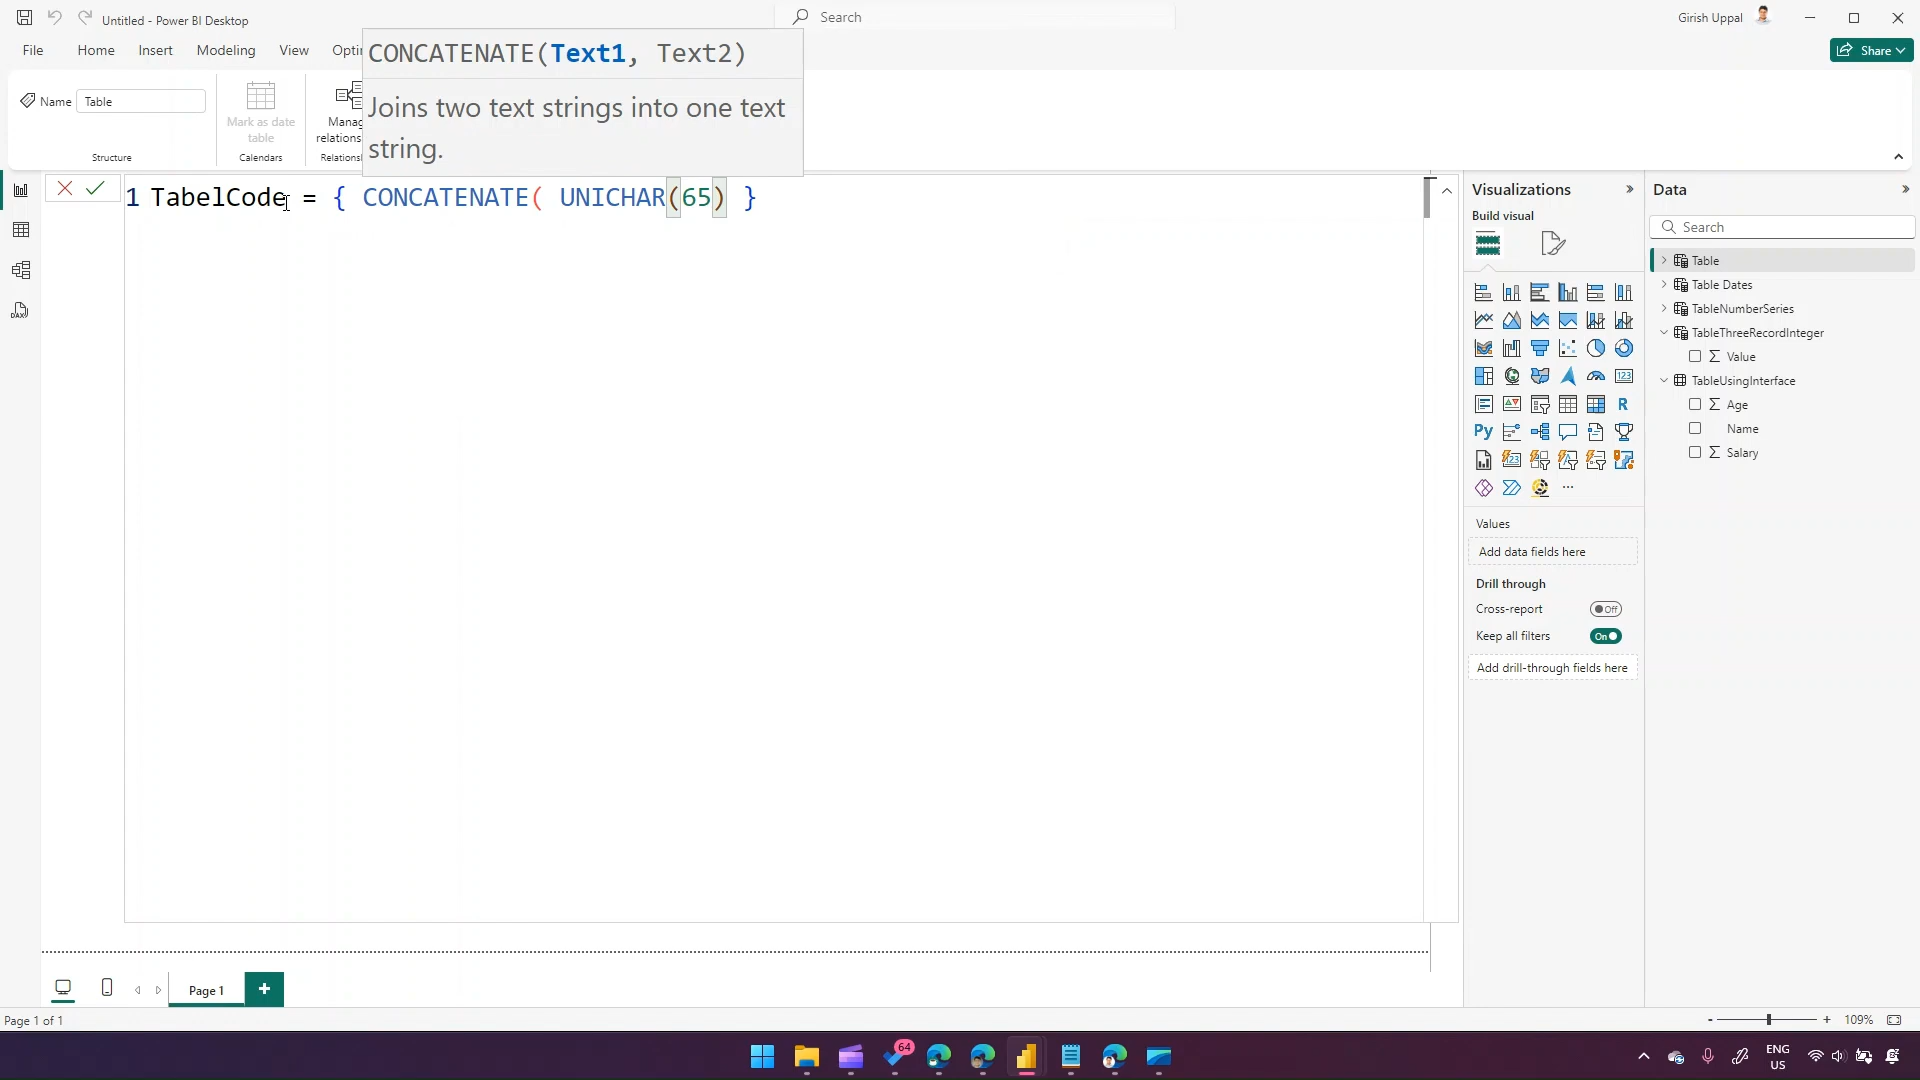 Untitled - Power BI Desktop
Search
Girish Uppal
File
Home
Insert
Modeling
View
Opti
Share
CONCATENATE(Text1, Text2)
Joins two text strings into one text
string.
Name
Table
Mark as date
table
Manag
relations
Structure
Calendars
Relations
1 TabelCode = { CONCATENATE( UNICHAR(65) }
Visualizations
Build visual
123
R
Py
123
Values
Add data fields here
Drill through
Cross-report
Off
Keep all filters
On
Add drill-through fields here
Data
Search
Table
Table Dates
TableNumberSeries
TableThreeRecordInteger
Value
TableUsingInterface
Age
Name
Salary
DAX
Page 1
Page 1 of 1
- + 109%
64
ENG
US